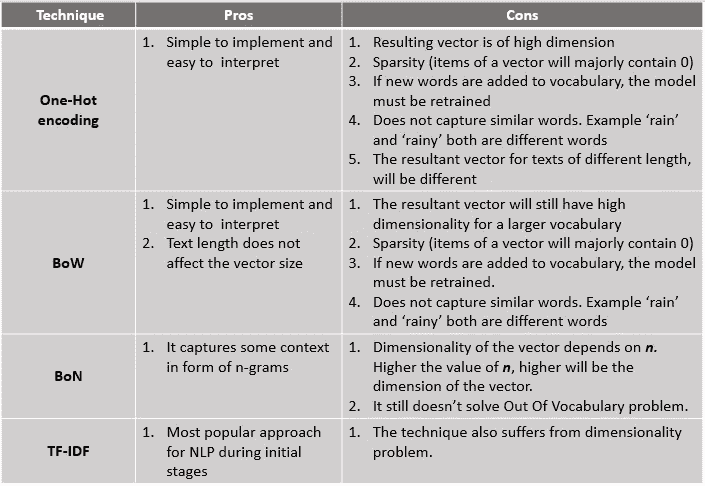 Technique Pros Cons
One-Hot
encoding
1. Simple to implement and
easy to interpret
1. Resulting vector is of high dimension
2. Sparsity (items of a vector will majorly contain 0)
3. If new words are added to vocabulary, the model
must be retrained
4. Does not capture similar words. Example ‘rain’
and ‘rainy’ both are different words
5. The resultant vector for texts of different length,
will be different
BoW
1. Simple to implement and
easy to interpret
2. Text length does not
affect the vector size
1. The resultant vector will still have high
dimensionality for a larger vocabulary
2. Sparsity (items of a vector will majorly contain 0)
3. If new words are added to vocabulary, the model
must be retrained.
4. Does not capture similar words. Example ‘rain’
and ‘rainy’ both are different words
BoN
1. It captures some context
in form of n-grams
1. Dimensionality of the vector depends on n.
Higher the value of n, higher will be the
dimension of the vector.
2. It still doesn’t solve Out Of Vocabulary problem.
TF-IDF
1. Most popular approach
for NLP during initial
stages
1. The technique also suffers from dimensionality
problem.